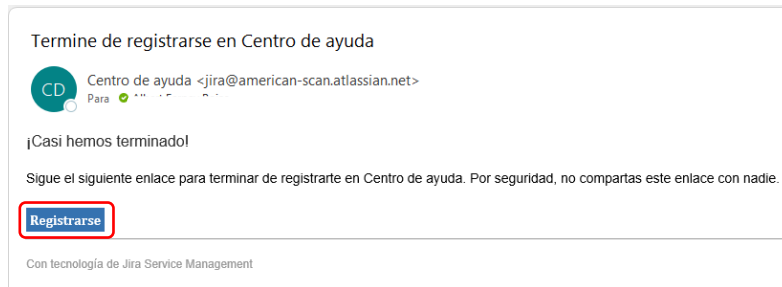 Termine de registrarse en Centro de ayuda
CD
Centro de ayuda <jira@american-scan.atlassian.net>
Para
¡Casi hemos terminado!
Sigue el siguiente enlace para terminar de registrarte en Centro de ayuda. Por seguridad, no compartas este enlace con nadie.
Registrarse
Con tecnología de Jira Service Management